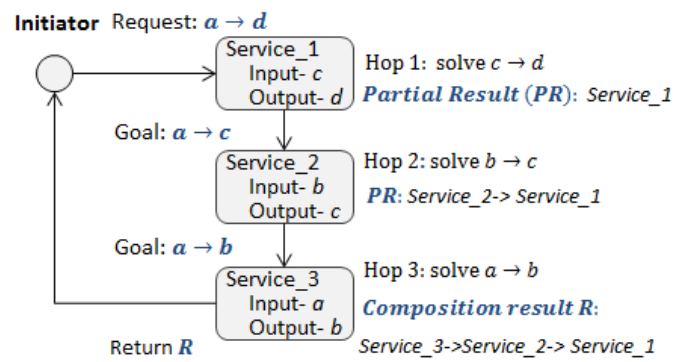 Initiator Request: a → d
Service_1
Input- c
Output- d
Hop 1: solve c → d
Partial Result (PR): Service_1
Goal: a → c
Service_2
Input- b
Output- c
Hop 2: solve b → c
PR: Service_2-> Service_1
Goal: a → b
Service_3
Input- a
Output- b
Hop 3: solve a → b
Composition result R:
Service_3->Service_2-> Service_1
Return R